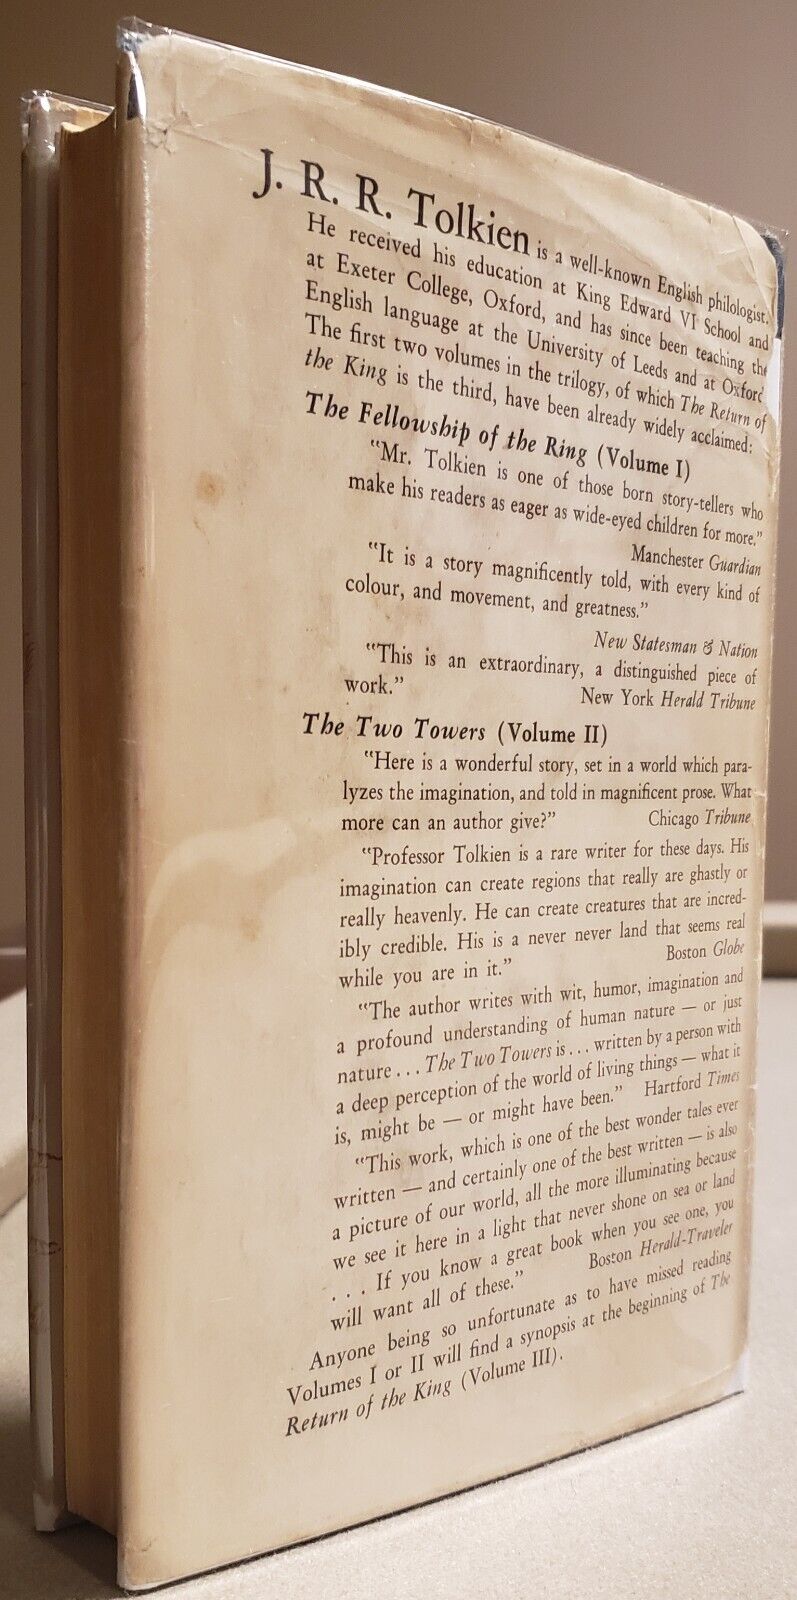 J. R. R. Tolkien is a well-known English philologist.
He received his education at King Edward VI School and
at Exeter College, Oxford, and has since been teaching the
English language at the University of Leeds and at Oxford
The first two volumes in the trilogy, of which The Return of
the King is the third, have been already widely acclaimed:
The Fellowship of the Ring (Volume I)
"Mr. Tolkien is one of those born story-tellers who
make his readers as eager as wide-eyed children for more."
Manchester Guardian
"It is a story magnificently told, with every kind of
colour, and movement, and greatness."
New Statesman & Nation
"This is an extraordinary, a distinguished piece of
work." New York Herald Tribune
The Two Towers (Volume II)
"Here is a wonderful story, set in a world which para-
lyzes the imagination, and told in magnificent prose. What
more can an author give?" Chicago Tribune
"Professor Tolkien is a rare writer for these days. His
imagination can create regions that really are ghastly or
really heavenly. He can create creatures that are incred-
ibly credible. His is a never never land that seems real
while you are in it." Boston Globe
"The author writes with wit, humor, imagination and
a profound understanding of human nature — or just
nature . . . The Two Towers is . . . written by a person with
a deep perception of the world of living things — what it
is, might be — or might have been." Hartford Times
"This work, which is one of the best wonder tales ever
written — and certainly one of the best written — is also
a picture of our world, all the more illuminating because
we see it here in a light that never shone on sea or land
. . . If you know a great book when you see one, you
will want all of these." Boston Herald-Traveler
Anyone being so unfortunate as to have missed reading
Volumes I or II will find a synopsis at the beginning of The
Return of the King (Volume III).